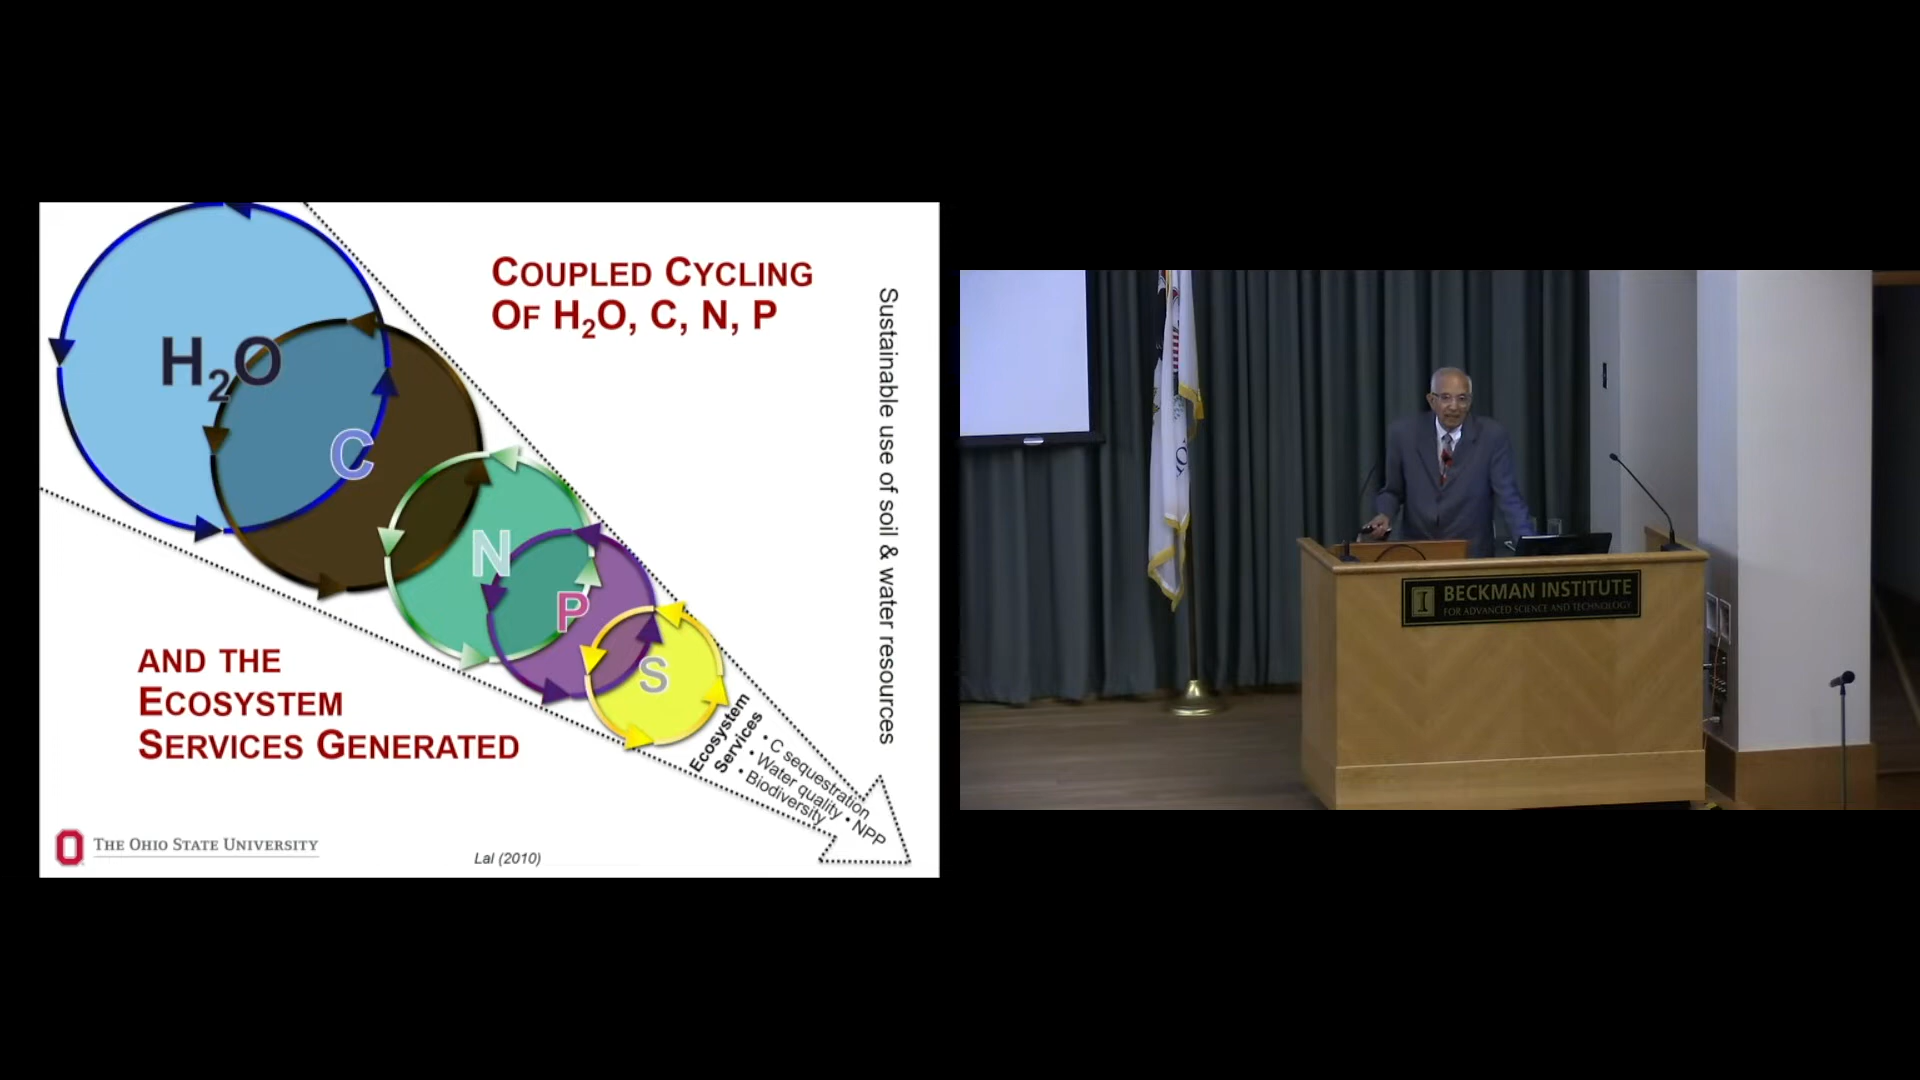 COUPLED CYCLING
OF H2O, C, N, P
H2O
C
N
P
S
AND THE
ECOSYSTEM
SERVICES GENERATED
Sustainable use of soil & water resources
Ecosystem
Services
• C sequestration
• Water quality • NPP
• Biodiversity
THE OHIO STATE UNIVERSITY
Lal (2010)
I
BECKMAN INSTITUTE
FOR ADVANCED SCIENCE AND TECHNOLOGY